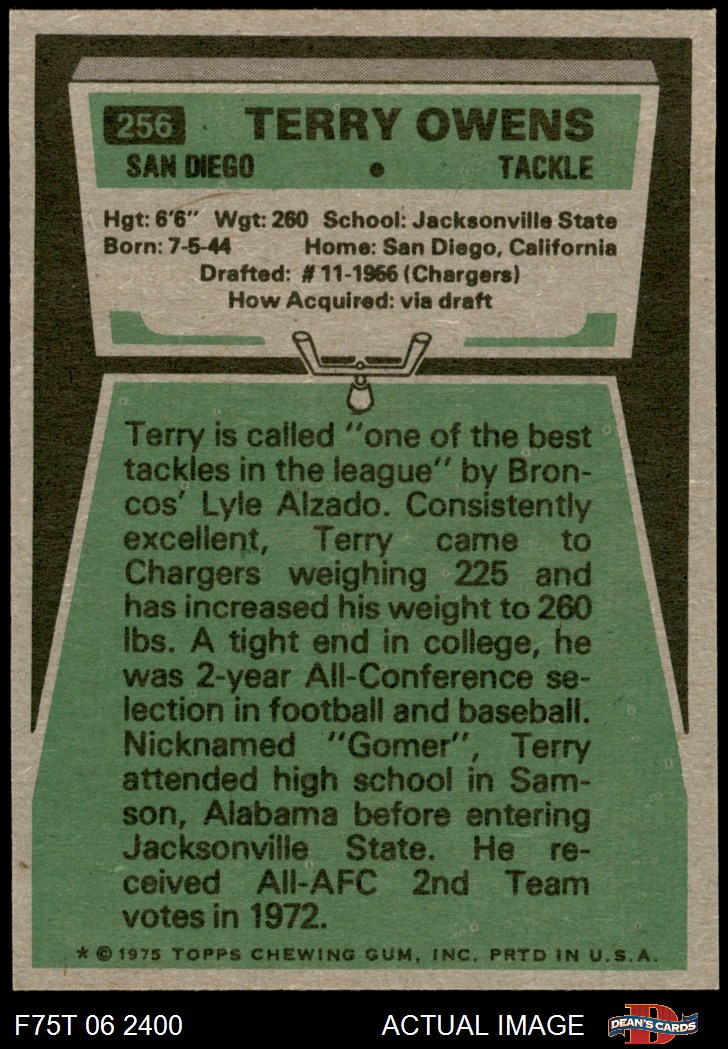 256 TERRY OWENS
SAN DIEGO • TACKLE
Hgt: 6'6" Wgt: 260 School: Jacksonville State
Born: 7-5-44 Home: San Diego, California
Drafted: #11-1966 (Chargers)
How Acquired: via draft
Terry is called "one of the best
tackles in the league" by Bron-
cos' Lyle Alzado. Consistently
excellent, Terry came to
Chargers weighing 225 and
has increased his weight to 260
lbs. A tight end in college, he
was 2-year All-Conference se-
lection in football and baseball.
Nicknamed "Gomer", Terry
attended high school in Sam-
son, Alabama before entering
Jacksonville State. He re-
ceived All-AFC 2nd Team
votes in 1972.
* © 1975 TOPPS CHEWING GUM, INC. PRTD IN U.S.A.
F75T 06 2400 ACTUAL IMAGE DEAN'S CARDS